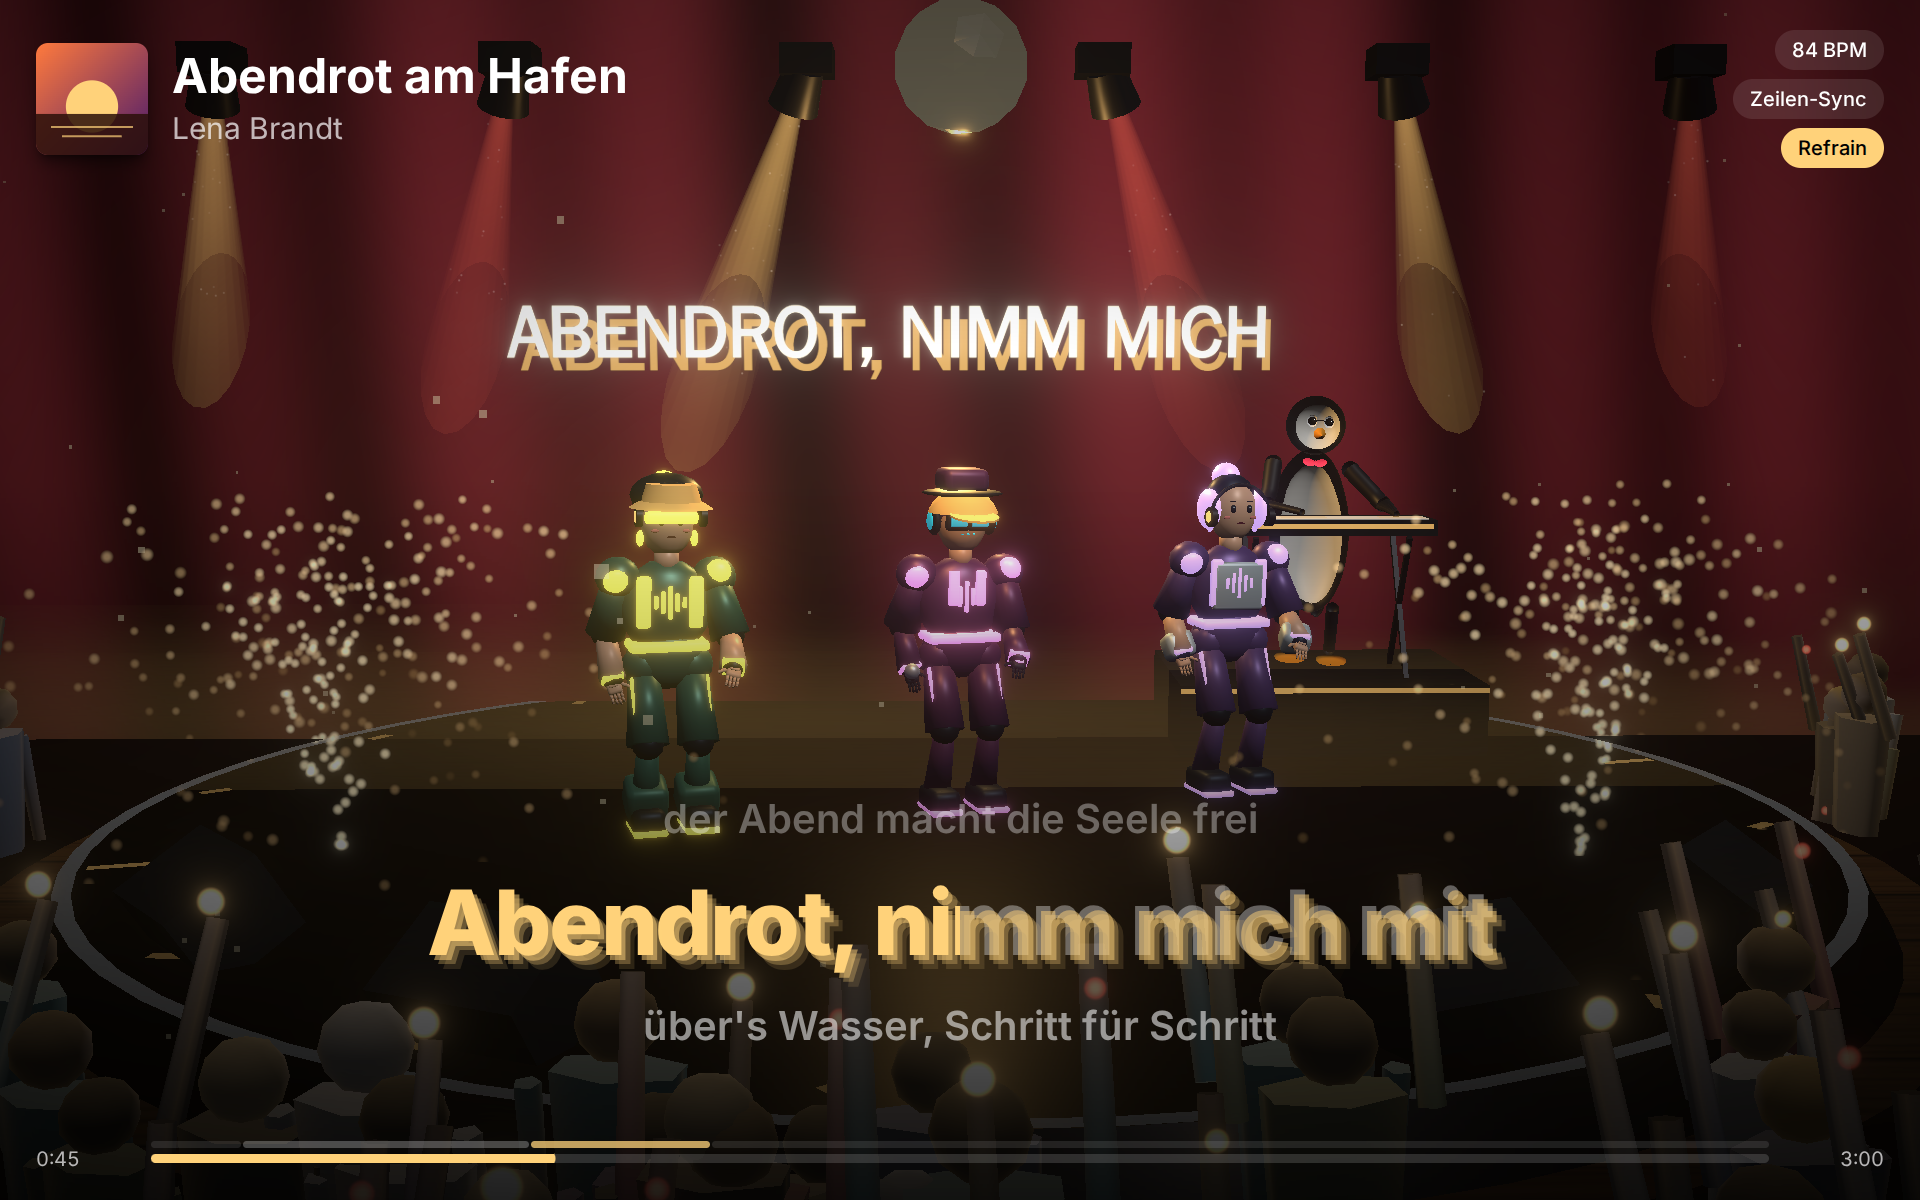 Abendrot am Hafen
Lena Brandt
84 BPM
Zeilen-Sync
Refrain
ABENDROT, NIMM MICH
der Abend macht die Seele frei
Abendrot, nimm mich mit
über's Wasser, Schritt für Schritt
0:45
3:00